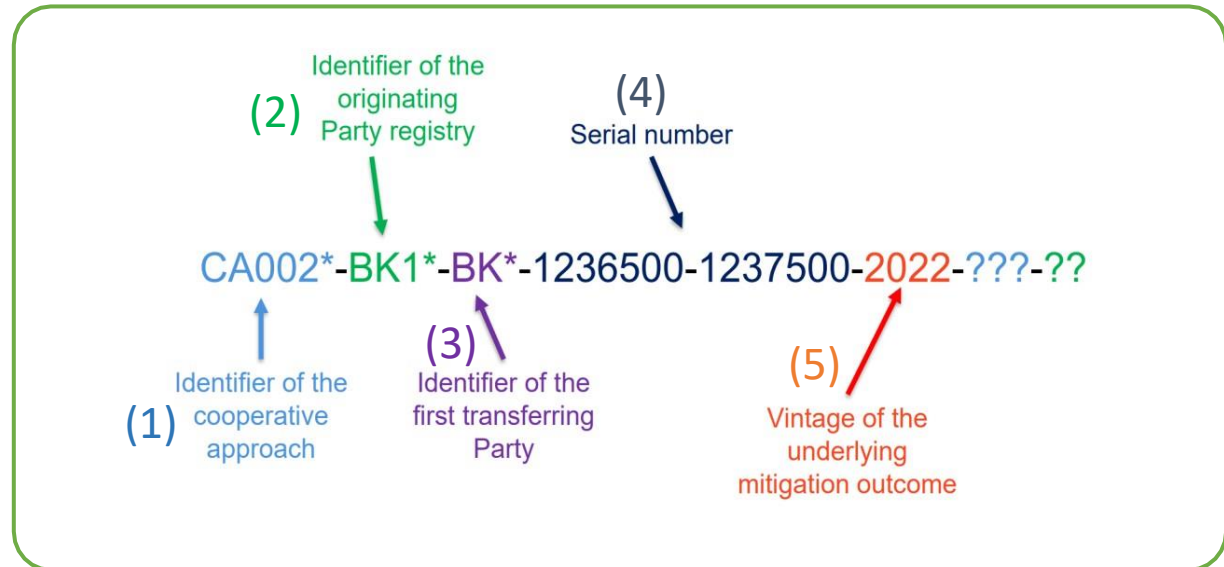 Identifier of the
originating
Party registry
(2)
(4)
Serial number
CA002*-BK1*-BK*-1236500-1237500-2022-???-??
(1)
Identifier of the
cooperative
approach
(3)
Identifier of the
first transferring
Party
(5)
Vintage of the
underlying
mitigation outcome